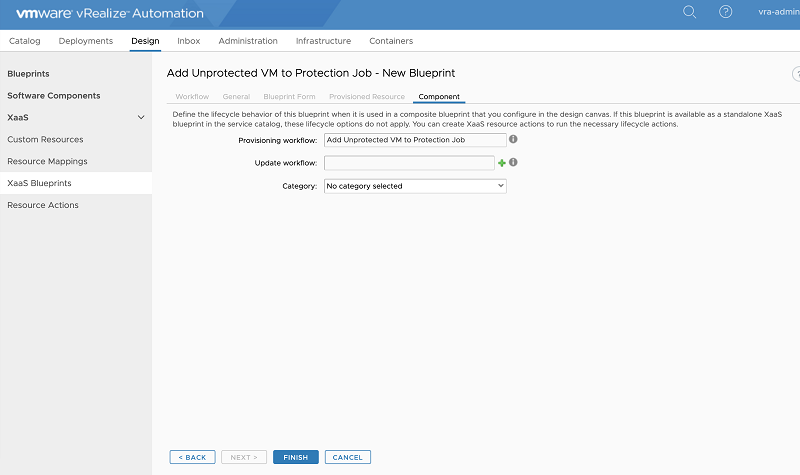 vmware vRealize™ Automation
vra-admin
Catalog Deployments Design Inbox Administration Infrastructure Containers
Blueprints
Software Components
XaaS
Custom Resources
Resource Mappings
XaaS Blueprints
Resource Actions
Add Unprotected VM to Protection Job - New Blueprint
Workflow General Blueprint Form Provisioned Resource Component
Define the lifecycle behavior of this blueprint when it is used in a composite blueprint that you configure in the design canvas. If this blueprint is available as a standalone XaaS
blueprint in the service catalog, these lifecycle options do not apply. You can create XaaS resource actions to run the necessary lifecycle actions.
Provisioning workflow: Add Unprotected VM to Protection Job
Update workflow:
Category: No category selected
< BACK NEXT > FINISH CANCEL